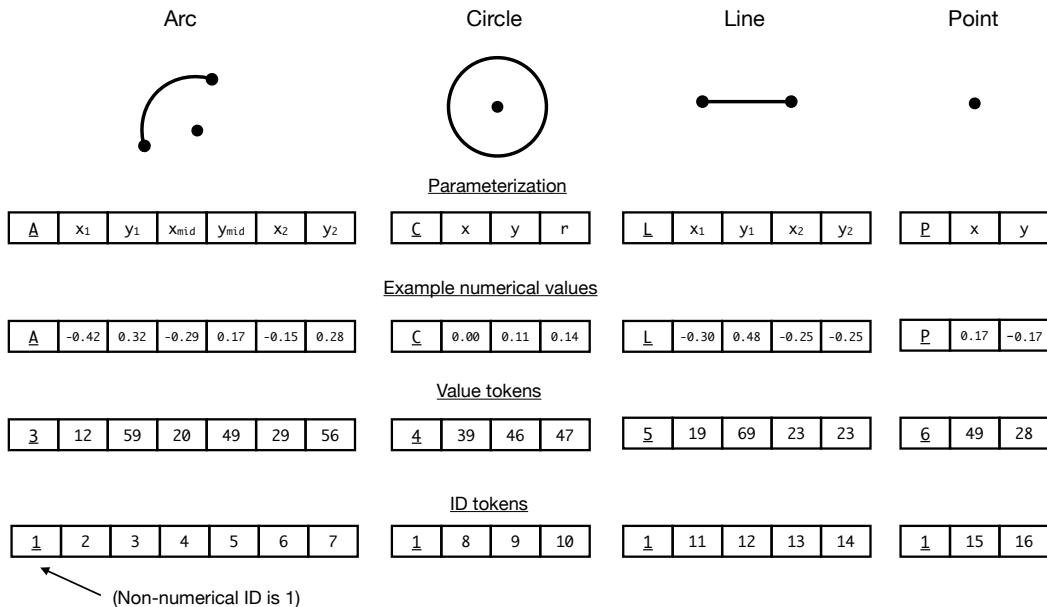 Arc Circle Line Point
Parameterization
A x1 y1 xmid ymid x2 y2 C x y r L x1 y1 x2 y2 P x y
Example numerical values
A -0.42 0.32 -0.29 0.17 -0.15 0.28 C 0.00 0.11 0.14 L -0.30 0.48 -0.25 -0.25 P 0.17 -0.17
Value tokens
3 12 59 20 49 29 56 4 39 46 47 5 19 69 23 23 6 49 28
ID tokens
1 2 3 4 5 6 7 1 8 9 10 1 11 12 13 14 1 15 16
(Non-numerical ID is 1)